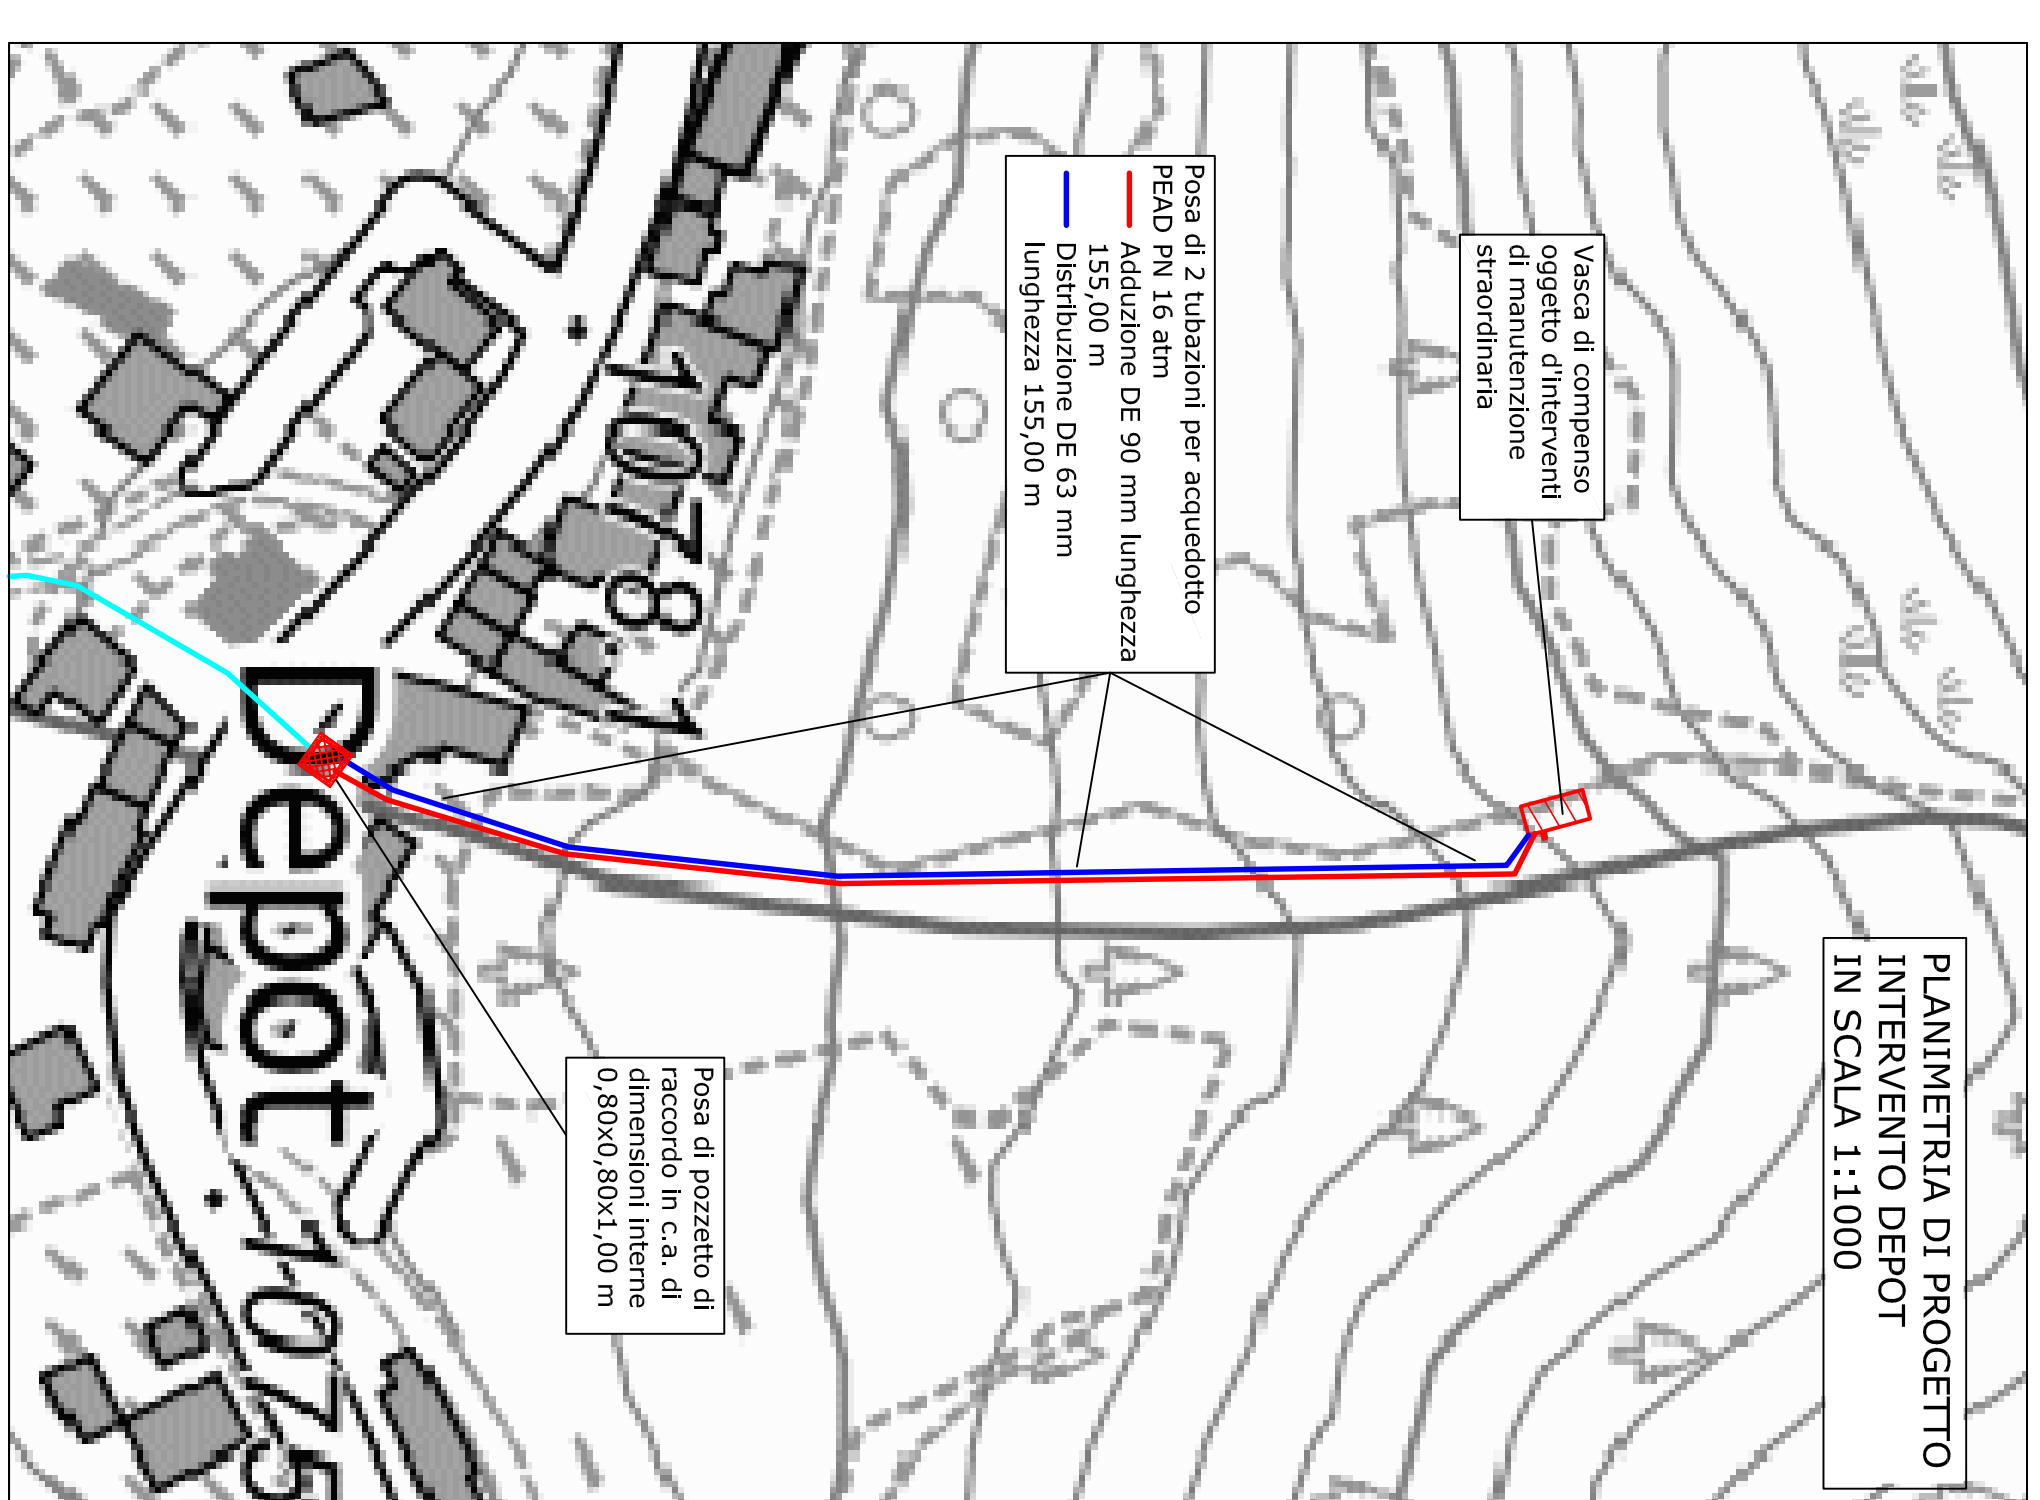 PLANIMETRIA DI PROGETTO
INTERVENTO DEPOT
IN SCALA 1:1000
Vasca di compenso
oggetto d'interventi
di manutenzione
straordinaria
Posa di 2 tubazioni per acquedotto
PEAD PN 16 atm
Adduzione DE 90 mm lunghezza
155,00 m
Distribuzione DE 63 mm
lunghezza 155,00 m
Posa di pozzetto di
raccordo in c.a. di
dimensioni interne
0,80x0,80x1,00 m
1078.1
Depot
1075